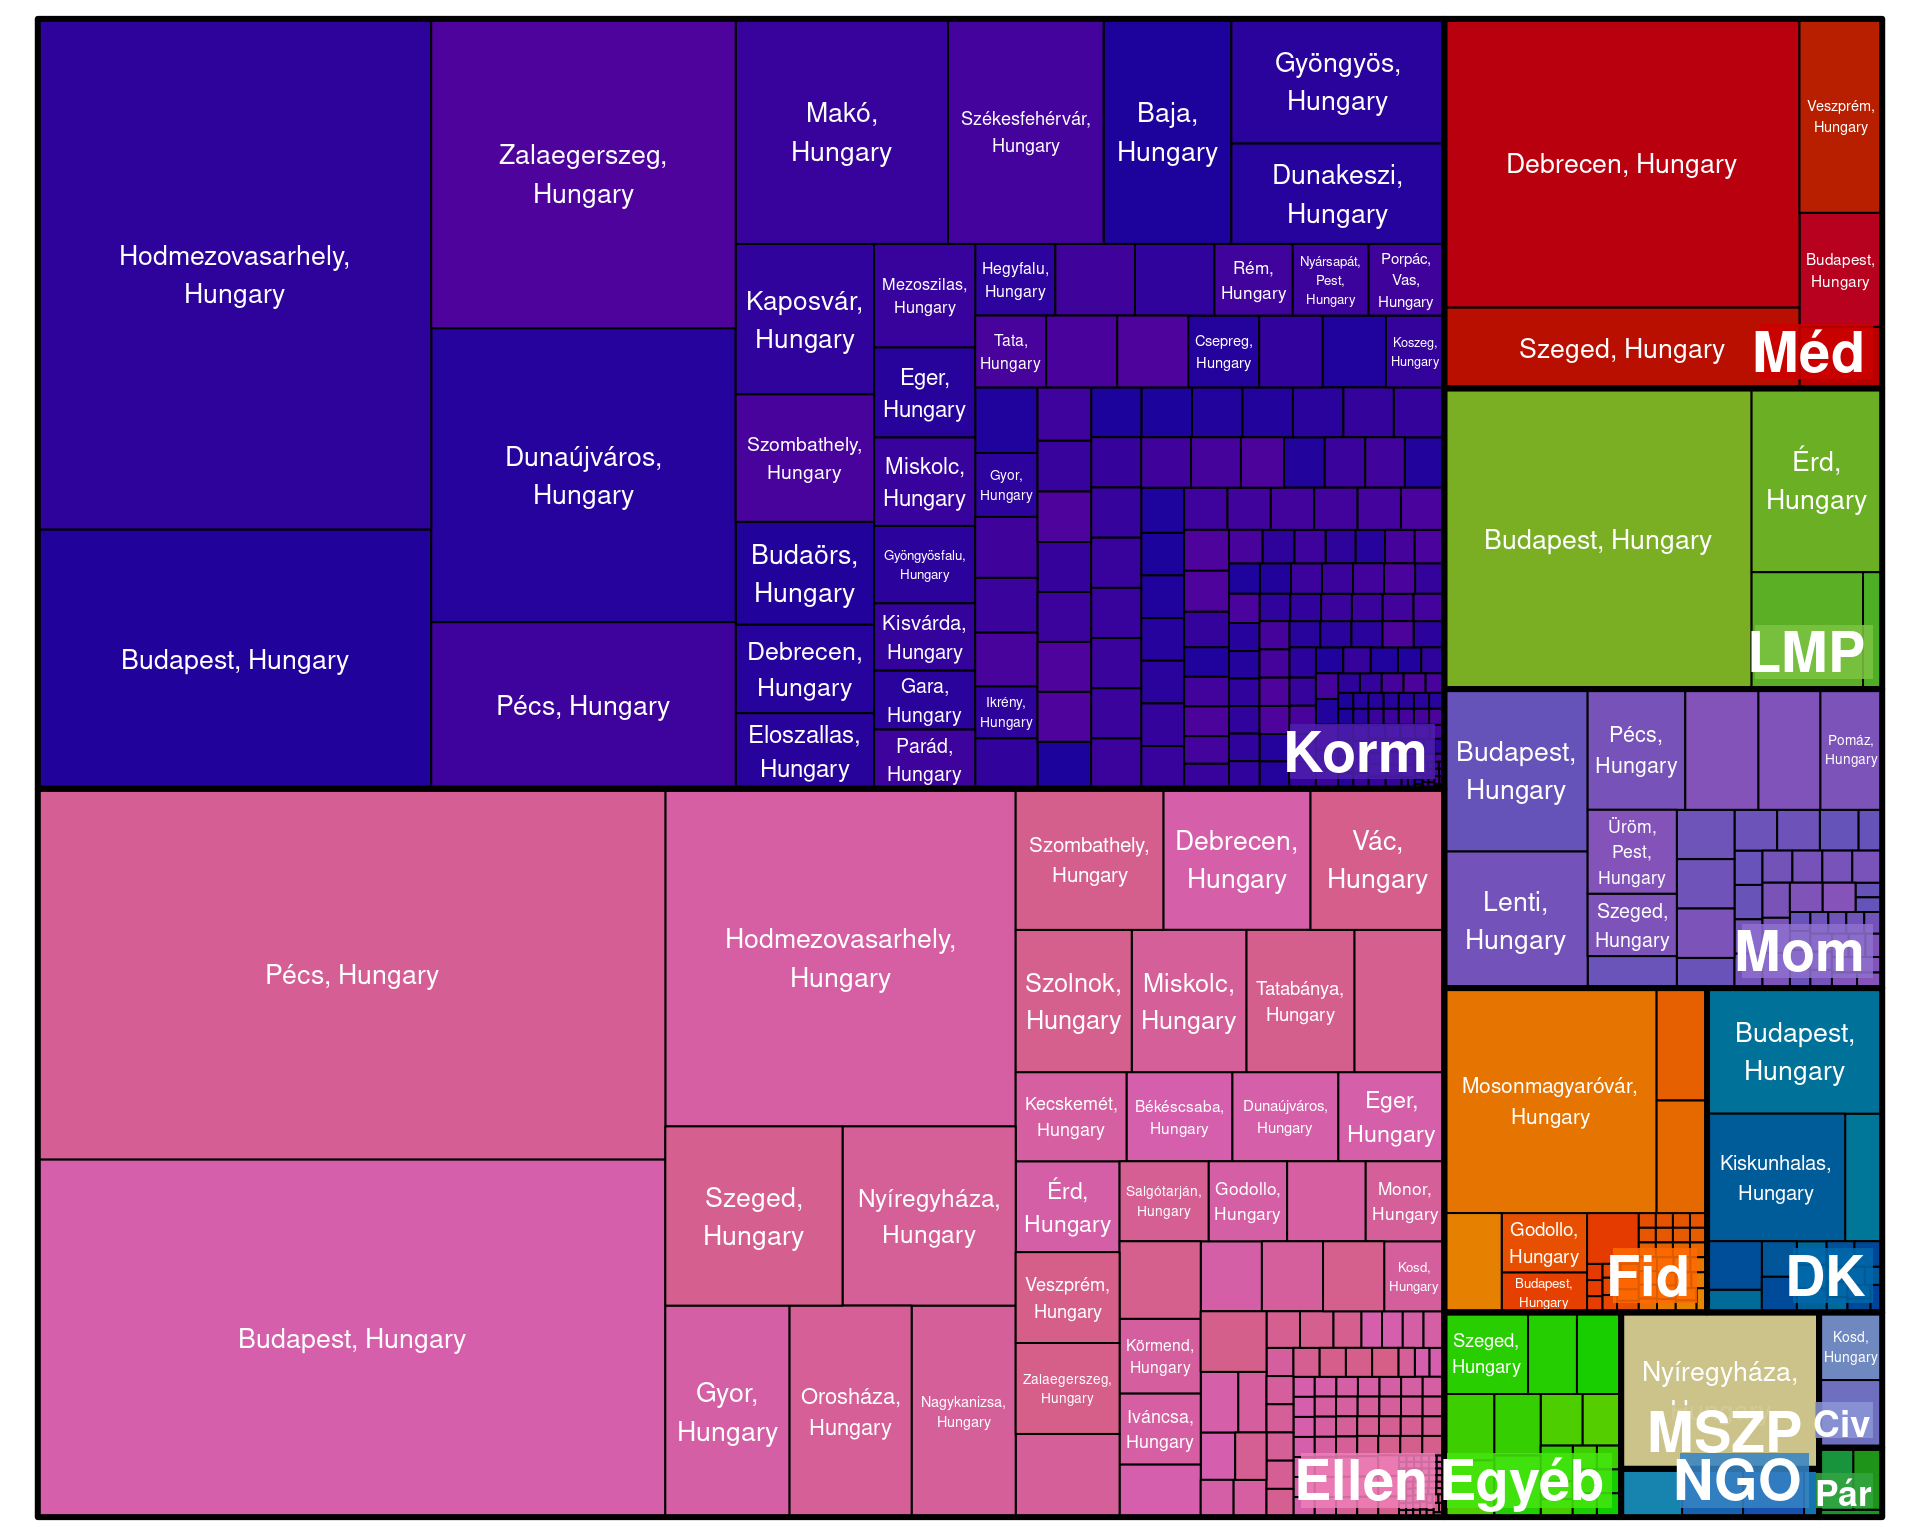 Hodmezovasarhely,
Hungary
Budapest, Hungary
Zalaegerszeg,
Hungary
Dunaújváros,
Hungary
Pécs, Hungary
Makó,
Hungary
Székesfehérvár,
Hungary
Baja,
Hungary
Gyöngyös,
Hungary
Dunakeszi,
Hungary
Kaposvár,
Hungary
Szombathely,
Hungary
Budaörs,
Hungary
Debrecen,
Hungary
Eloszallas,
Hungary
Mezoszilas,
Hungary
Eger,
Hungary
Miskolc,
Hungary
Gyöngyösfalu,
Hungary
Kisvárda,
Hungary
Gara,
Hungary
Parád,
Hungary
Hegyfalu,
Hungary
Rém,
Hungary
Nyársapát,
Pest,
Hungary
Porpác,
Vas,
Hungary
Tata,
Hungary
Csepreg,
Hungary
Koszeg,
Hungary
Gyor,
Hungary
Ikrény,
Hungary
Korm
Pécs, Hungary
Budapest, Hungary
Hodmezovasarhely,
Hungary
Szeged,
Hungary
Nyíregyháza,
Hungary
Gyor,
Hungary
Orosháza,
Hungary
Nagykanizsa,
Hungary
Szombathely,
Hungary
Debrecen,
Hungary
Vác,
Hungary
Szolnok,
Hungary
Miskolc,
Hungary
Tatabánya,
Hungary
Kecskemét,
Hungary
Békéscsaba,
Hungary
Dunaújváros,
Hungary
Eger,
Hungary
Érd,
Hungary
Salgótarján,
Hungary
Godollo,
Hungary
Monor,
Hungary
Veszprém,
Hungary
Zalaegerszeg,
Hungary
Körmend,
Hungary
Iváncsa,
Hungary
Kosd,
Hungary
Ellen
Debrecen, Hungary
Veszprém,
Hungary
Budapest,
Hungary
Szeged, Hungary
Méd
Budapest, Hungary
Érd,
Hungary
LMP
Budapest,
Hungary
Lenti,
Hungary
Pécs,
Hungary
Pomáz,
Hungary
Üröm,
Pest,
Hungary
Szeged,
Hungary
Mom
Mosonmagyaróvár,
Hungary
Godollo,
Hungary
Budapest,
Hungary
Fid
Budapest,
Hungary
Kiskunhalas,
Hungary
DK
Szeged,
Hungary
Egyéb
Nyíregyháza,
MSZP
NGO
Kosd,
Hungary
Civ
Pár